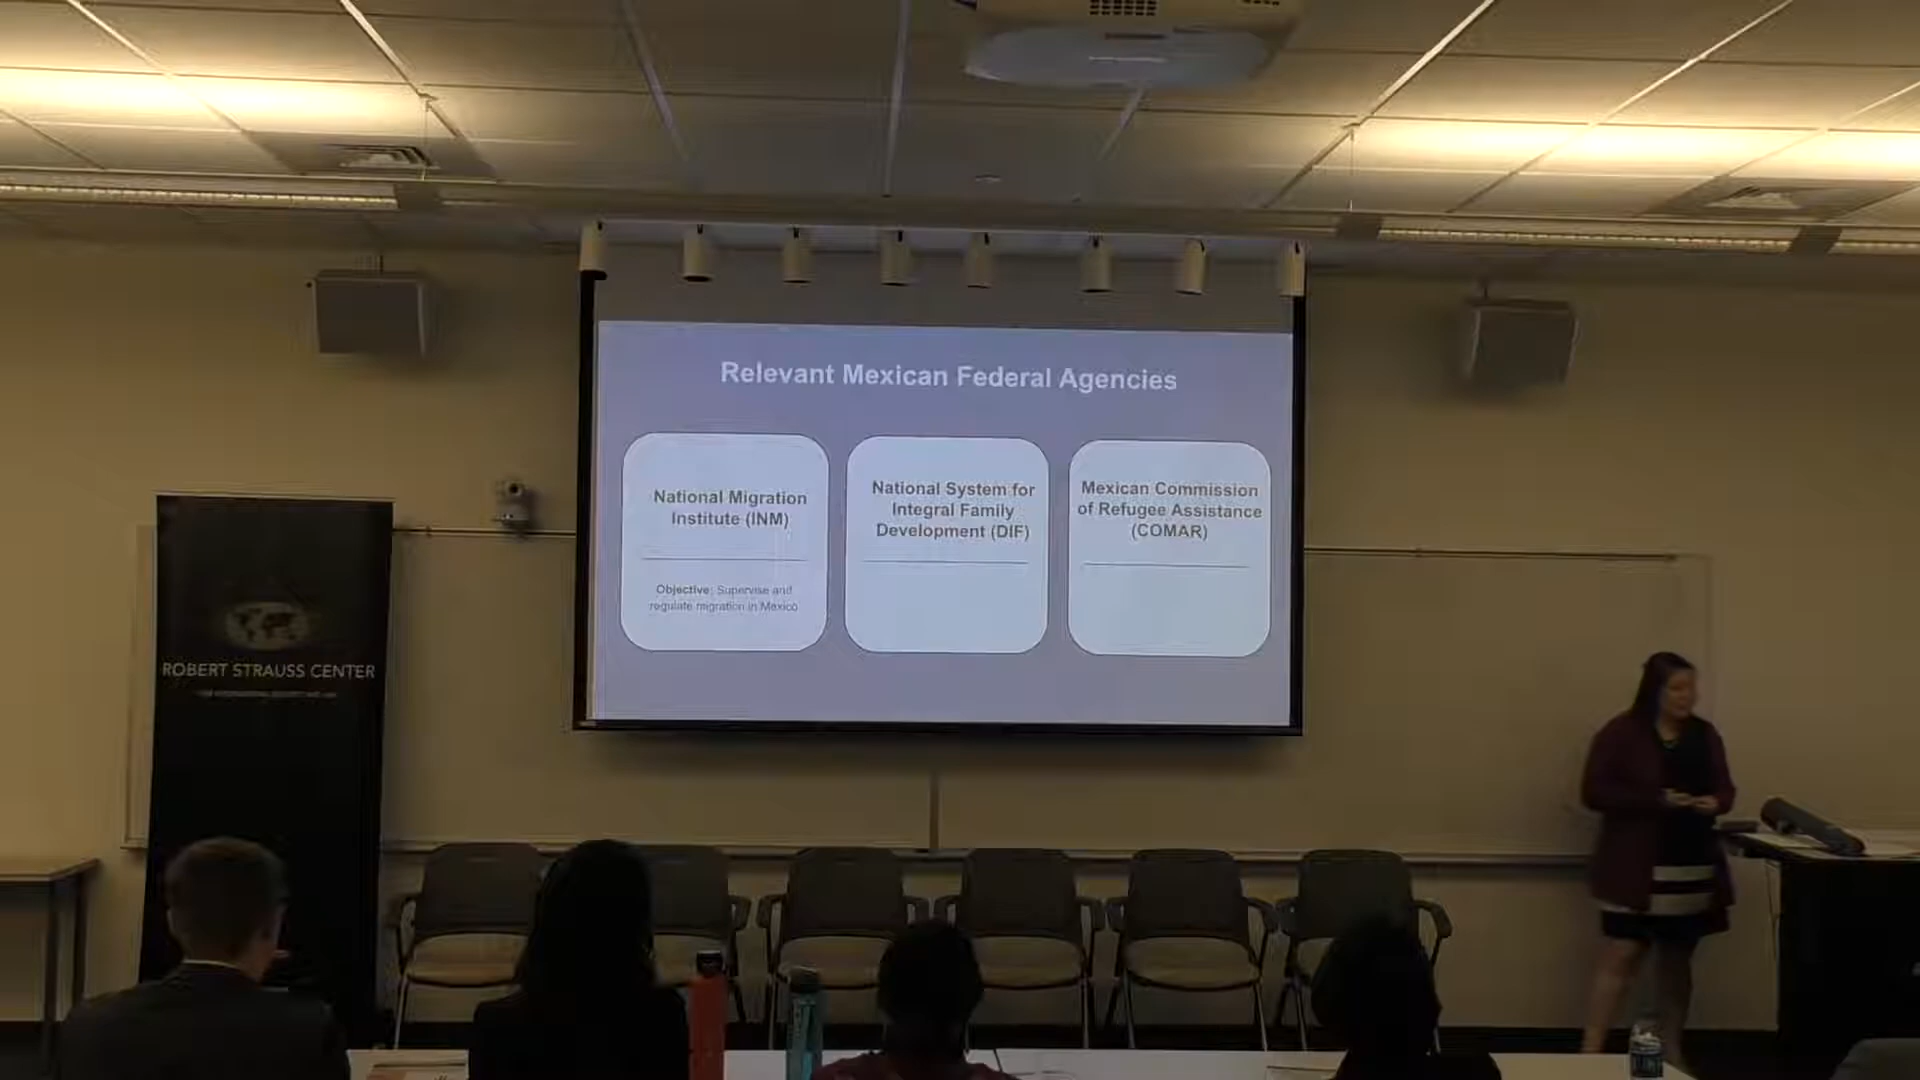 Relevant Mexican Federal Agencies
National Migration
Institute (INM)
Objective: Supervise and
regulate migration in Mexico
National System for
Integral Family
Development (DIF)
Mexican Commission
of Refugee Assistance
(COMAR)
ROBERT STRAUSS CENTER